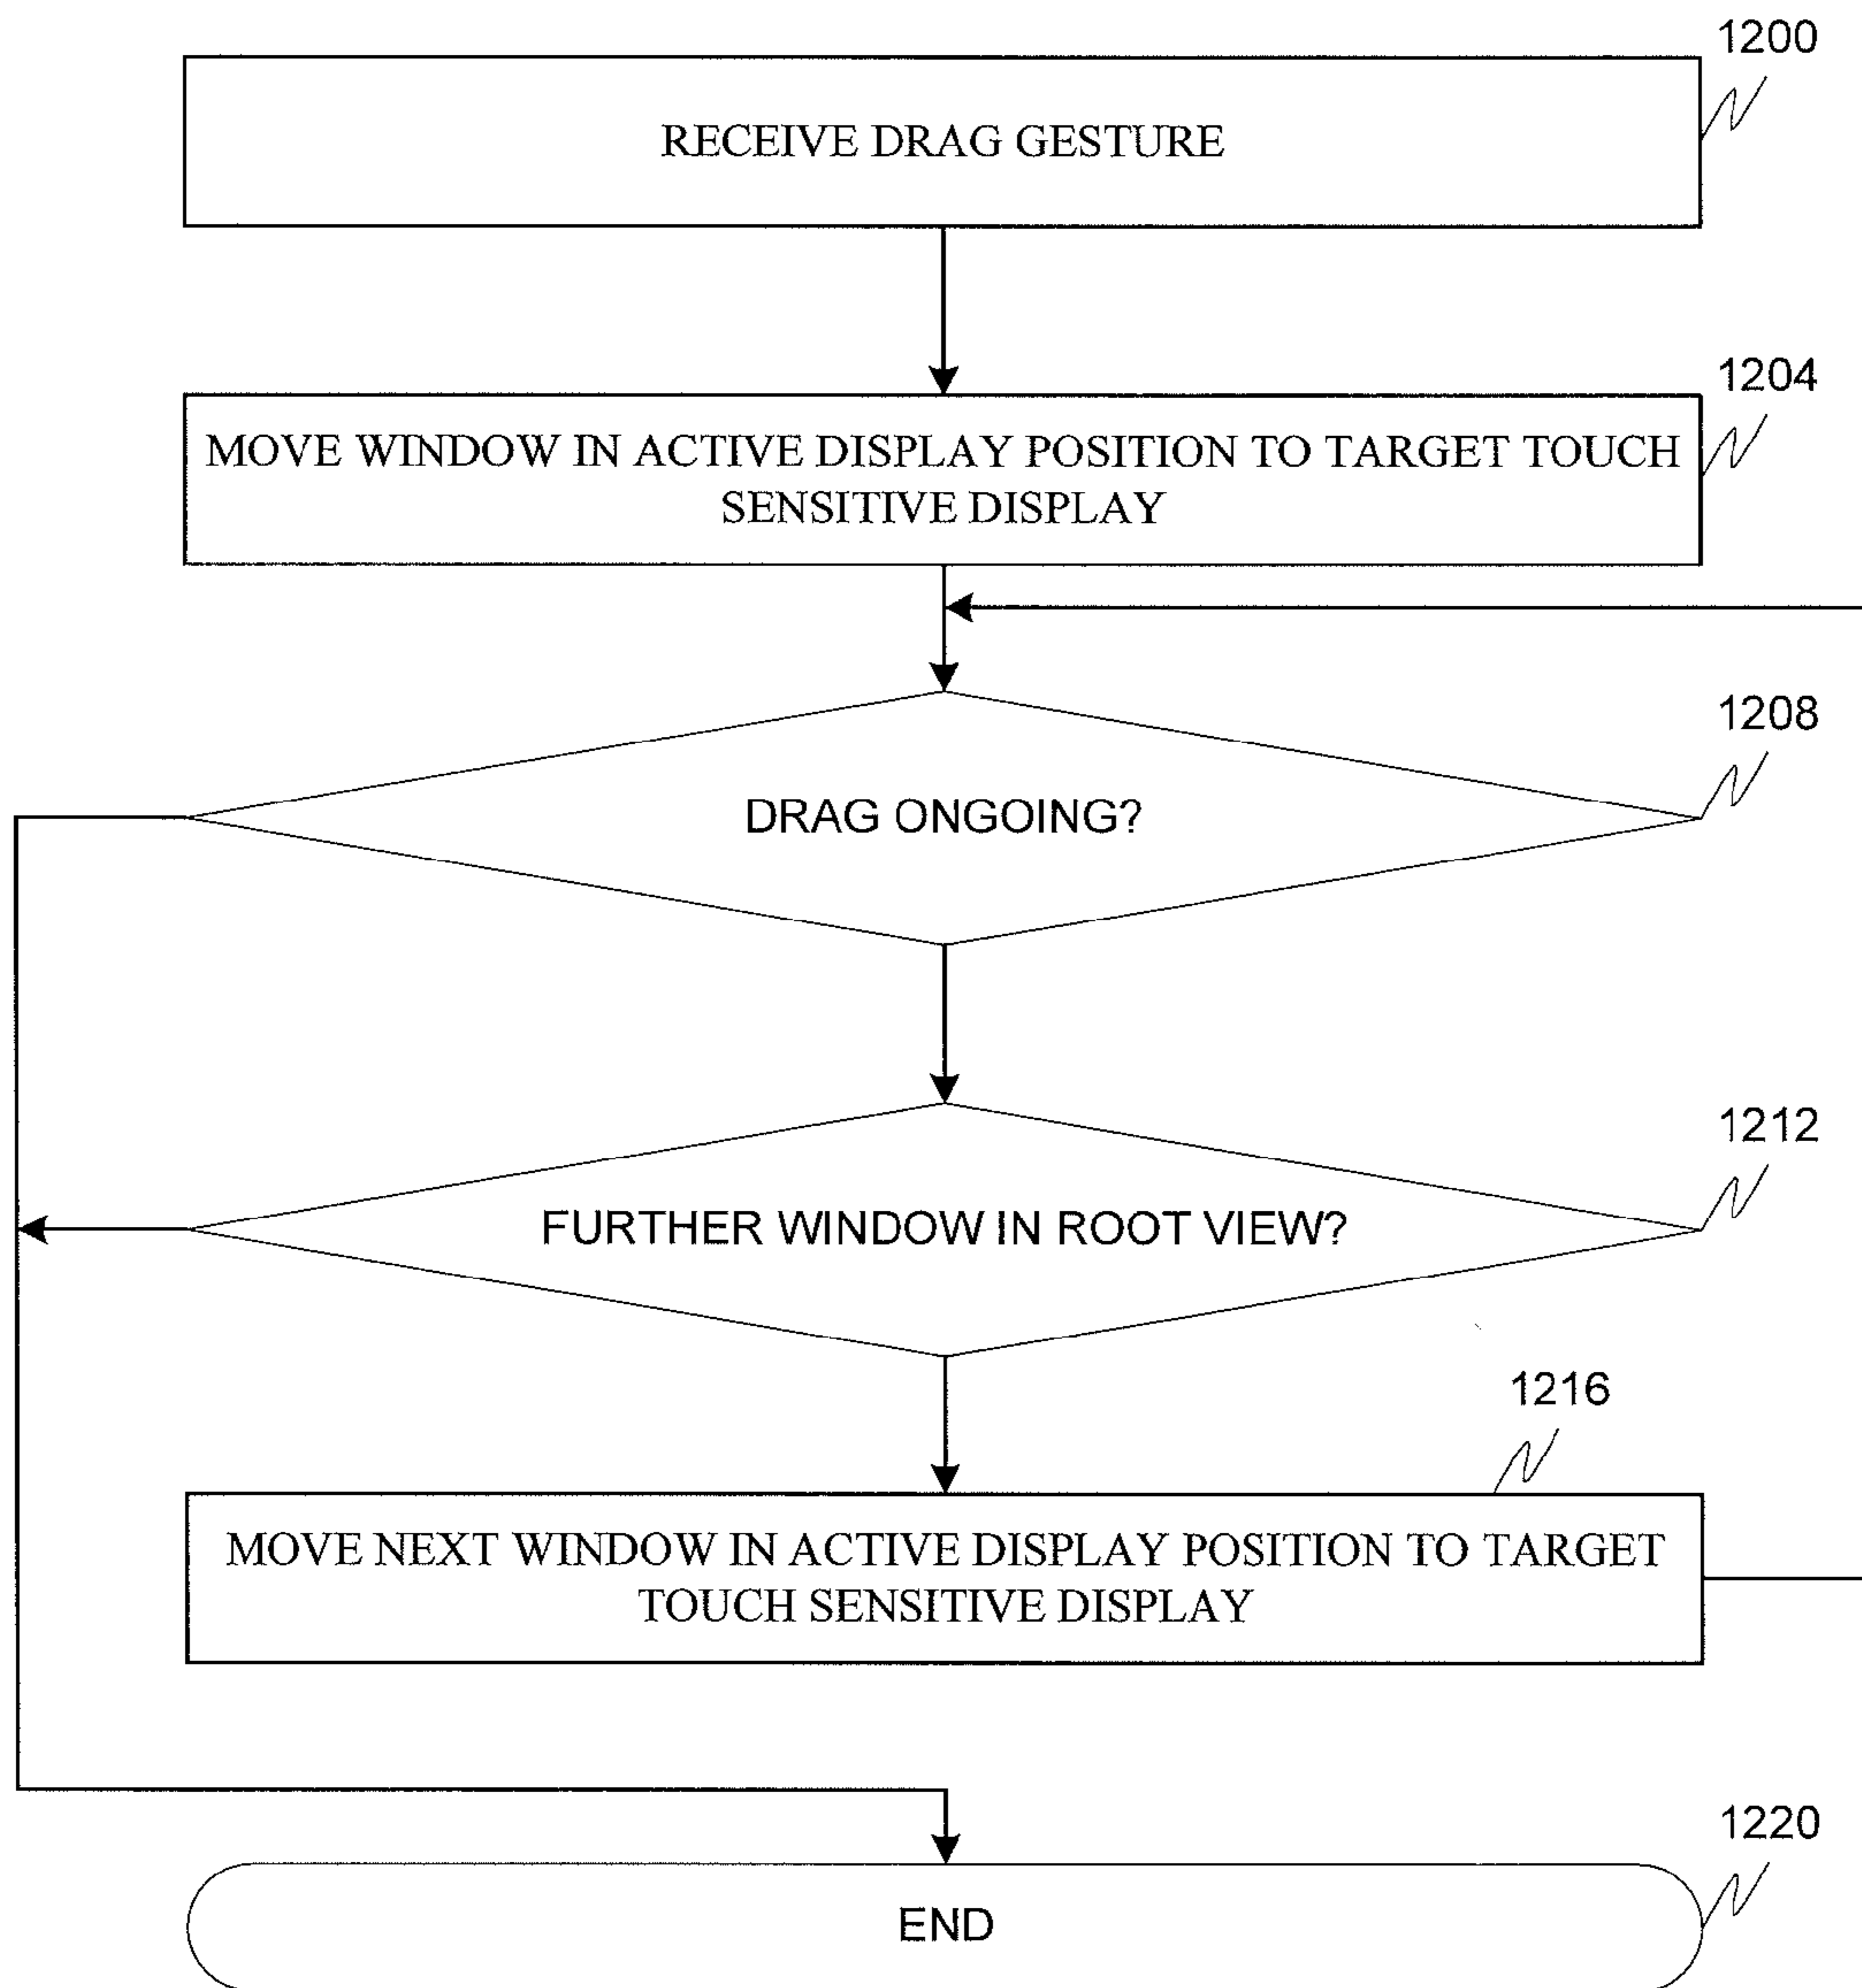 1200
RECEIVE DRAG GESTURE
1204
MOVE WINDOW IN ACTIVE DISPLAY POSITION TO TARGET TOUCH
SENSITIVE DISPLAY
1208
DRAG ONGOING?
1212
FURTHER WINDOW IN ROOT VIEW?
1216
MOVE NEXT WINDOW IN ACTIVE DISPLAY POSITION TO TARGET
TOUCH SENSITIVE DISPLAY
1220
END